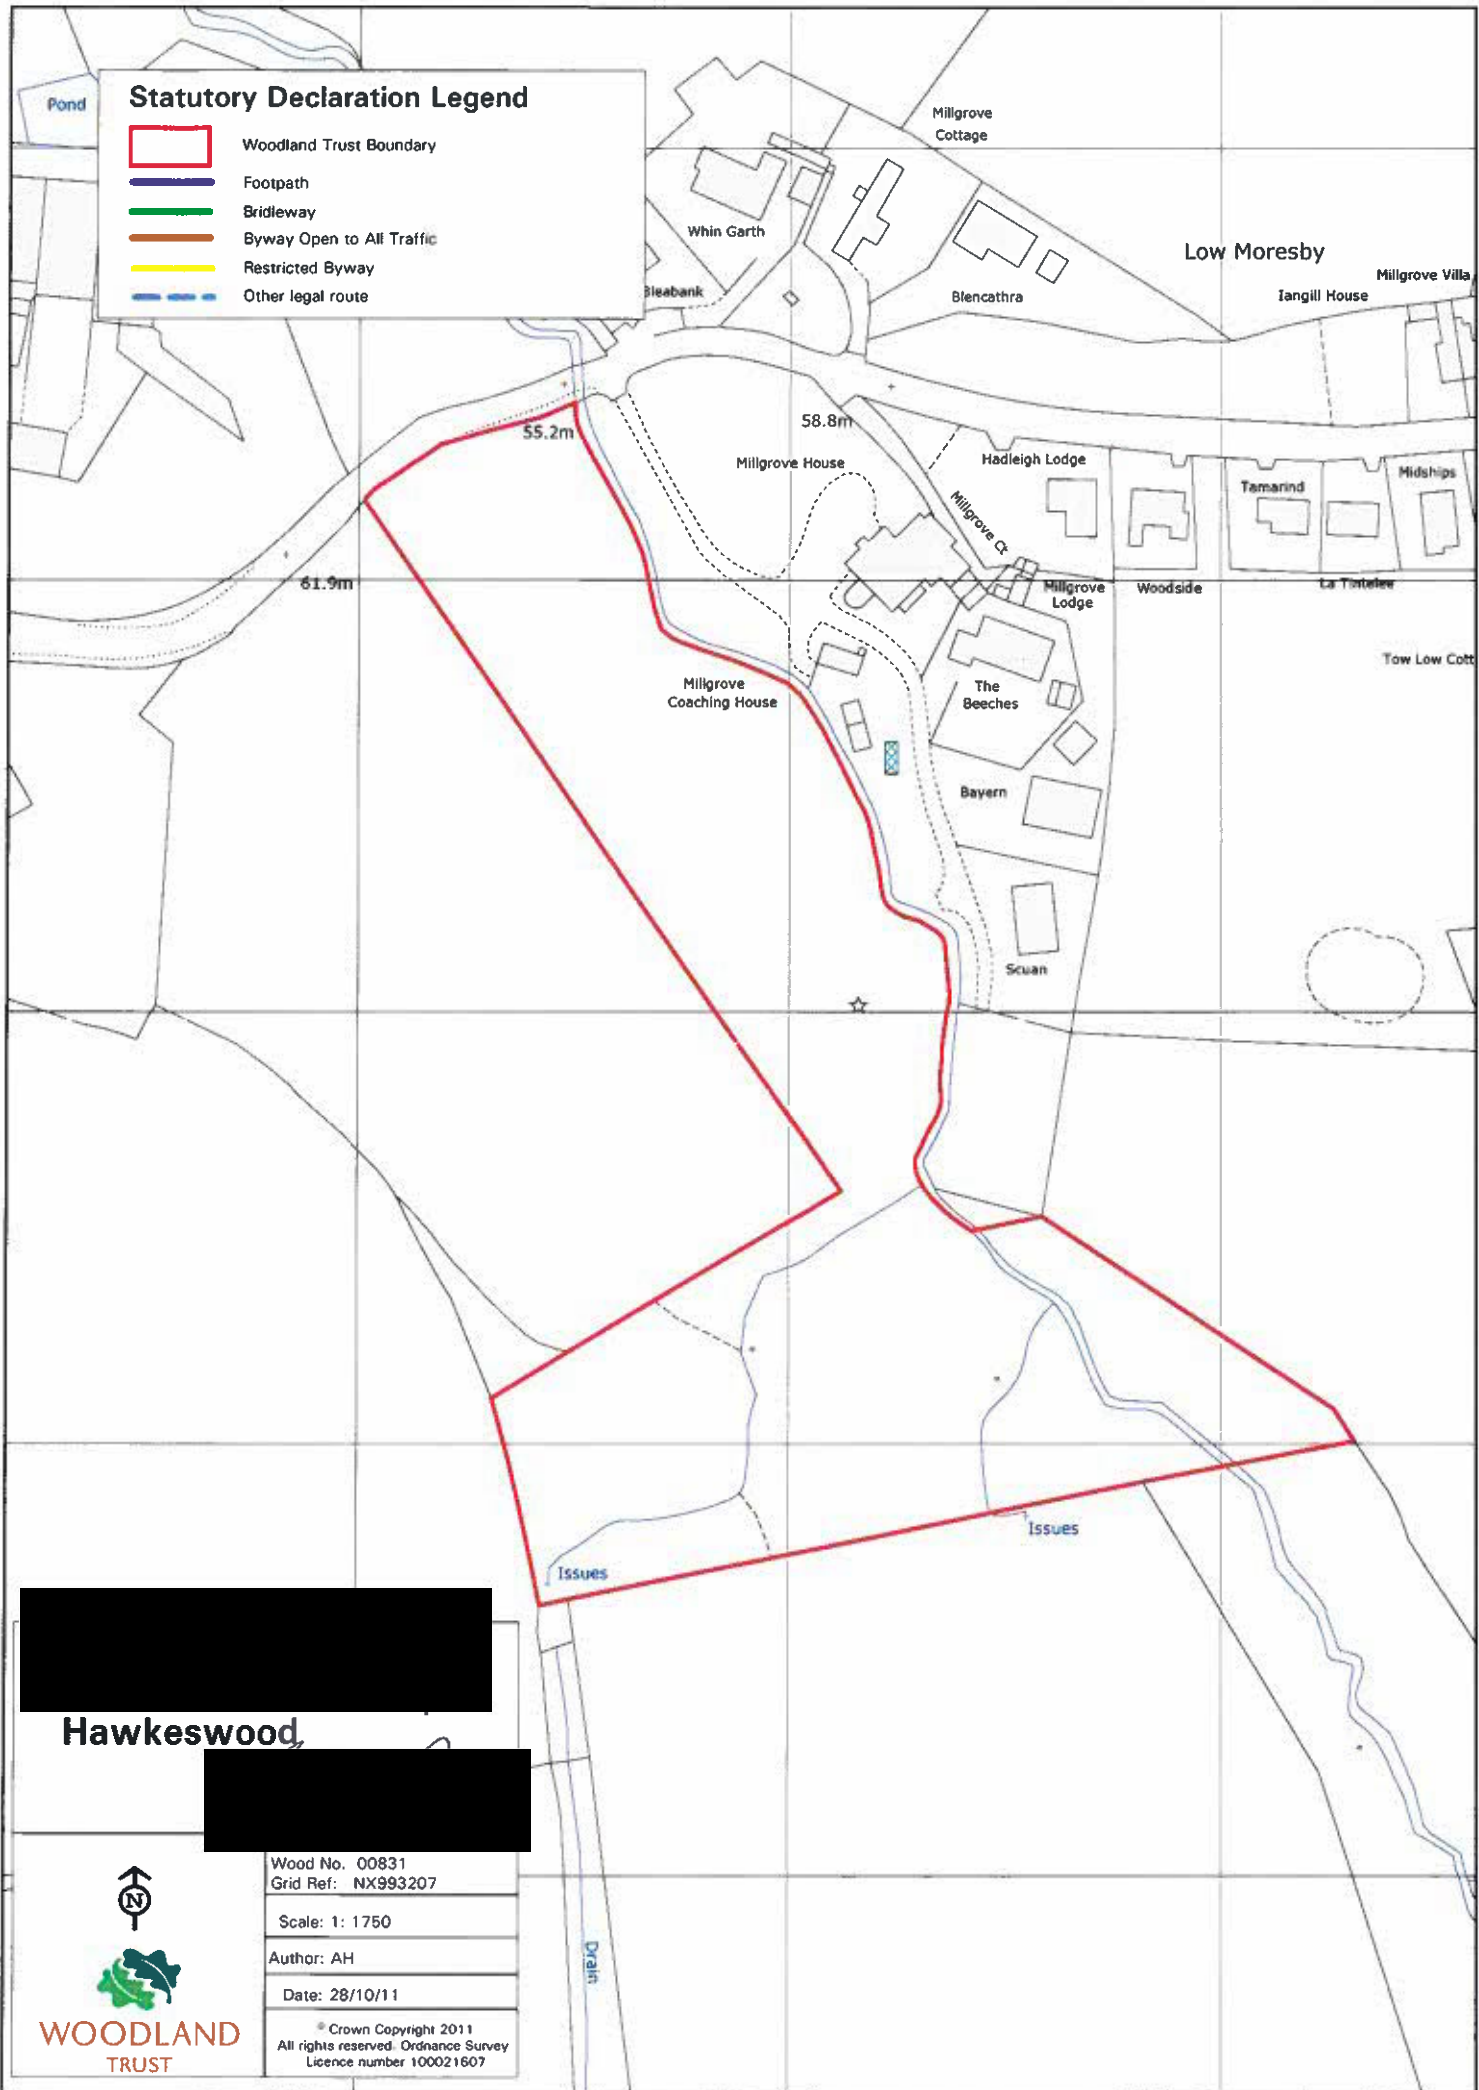 Pond
Statutory Declaration Legend
Woodland Trust Boundary
Footpath
Bridleway
Byway Open to All Traffic
Restricted Byway
Other legal route
Millgrove
Cottage
Whin Garth
Bleabank
Blencathra
Low Moresby
Millgrove Villa
Iangill House
55.2m
58.8m
Millgrove House
Hadleigh Lodge
Tamarind
Midships
Millgrove Ct
61.9m
Millgrove
Lodge
Woodside
La Tintelee
Tow Low Cott
Millgrove
Coaching House
The
Beeches
Bayern
Scuan
Issues
Issues
Hawkeswood
Wood No. 00831
Grid Ref: NX993207
Scale: 1: 1750
Author: AH
Date: 28/10/11
© Crown Copyright 2011
All rights reserved. Ordnance Survey
Licence number 100021607
N
WOODLAND
TRUST
Drain